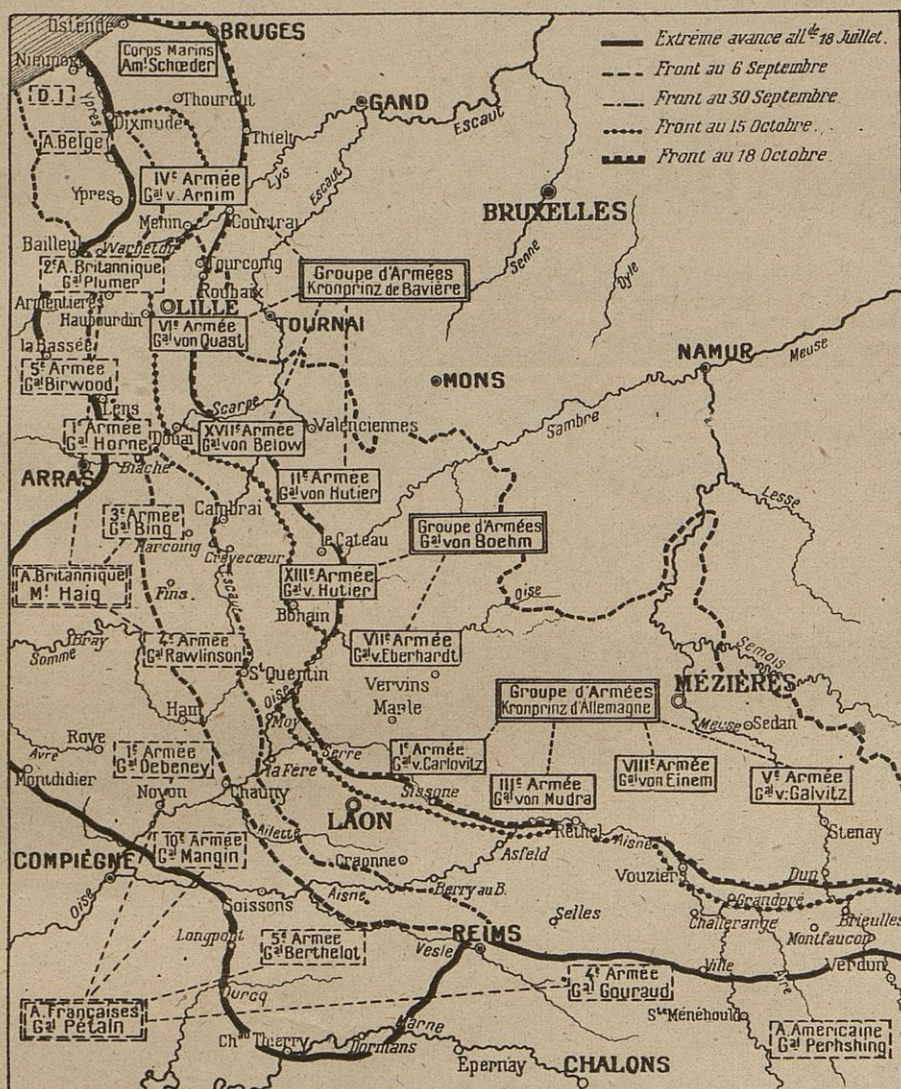 Ostende
BRUGES
Corps Marins
Aml Schœder
Nieuport
D.I
Ypres
Thourout
Dixmude
Thielt
GAND
Escaut
A.Belge
IVe Armée
Gal v. Arnim
Lys
Escaut
Ypres
Menin
Courtrai
BRUXELLES
Senne
Dyle
Extrême avance allde 18 Juillet.
Front au 6 Septembre
Front au 30 Septembre
Front au 15 Octobre.
Front au 18 Octobre.
Bailleul
Warneton
2e A. Britannique
Gal Plumer
Tourcoing
Roubaix
Groupe d'Armées
Kronprinz de Bavière
Armentières
LILLE
Haubourdin
VIe Armée
Gal von Quast
TOURNAI
la Bassée
5e Armée
Gal Birwood
MONS
NAMUR
Meuse
Sambre
Lens
Scarpe
1e Armée
Gal Horne
Douai
XVIIe Armée
Gal von Below
Valenciennes
ARRAS
Biache
IIe Armée
Gal von Hutier
Lesse
3e Armée
Gal Bing
Cambrai
Marcoing
Crèvecœur
le Cateau
Groupe d'Armées
Gal von Boehm
A.Britannique
Ml Haig
Fins.
Escaut
XIIIe Armée
Gal v. Hutier
Oise
Bohain
Bray
Somme
4e Armée
Gal Rawlinson
VIIe Armée
Gal v. Eberhardt
Semois
St Quentin
Vervins
Marle
Oise
Moy
Groupe d'Armées
Kronprinz d'Allemagne
MÉZIÈRES
Meuse
Sedan
Ham
Avre
Roye
1e Armée
Gal Debeney
Serre
Ie Armée
Gal v. Carlovitz
VIIIe Armée
Gal von Einem
Ve Armée
Gal v: Galvitz
Montdidier
la Fère
Sissone
IIIe Armée
Gal von Mudra
Noyon
Chauny
LAON
Stenay
10e Armée
Gal Mangin
Ailette
Rethel
Aisne
COMPIÈGNE
Craonne
Asfeld
Vouziers
Dun
Oise
Soissons
Aisne
Berry au B.
Grandpré
Selles
Challerange
Brieulles
Montfaucon
Longpont
5e Armée
Gal Berthelot
Vesle
REIMS
Ville
Verdun
4e Armée
Gal Gouraud
Aire
A. Françaises
Gal Pétain
Ourcq
Ste Ménéhould
Marne
A. Américaine
Gal Perhshing
Chau Thierry
Dormans
Epernay
CHALONS